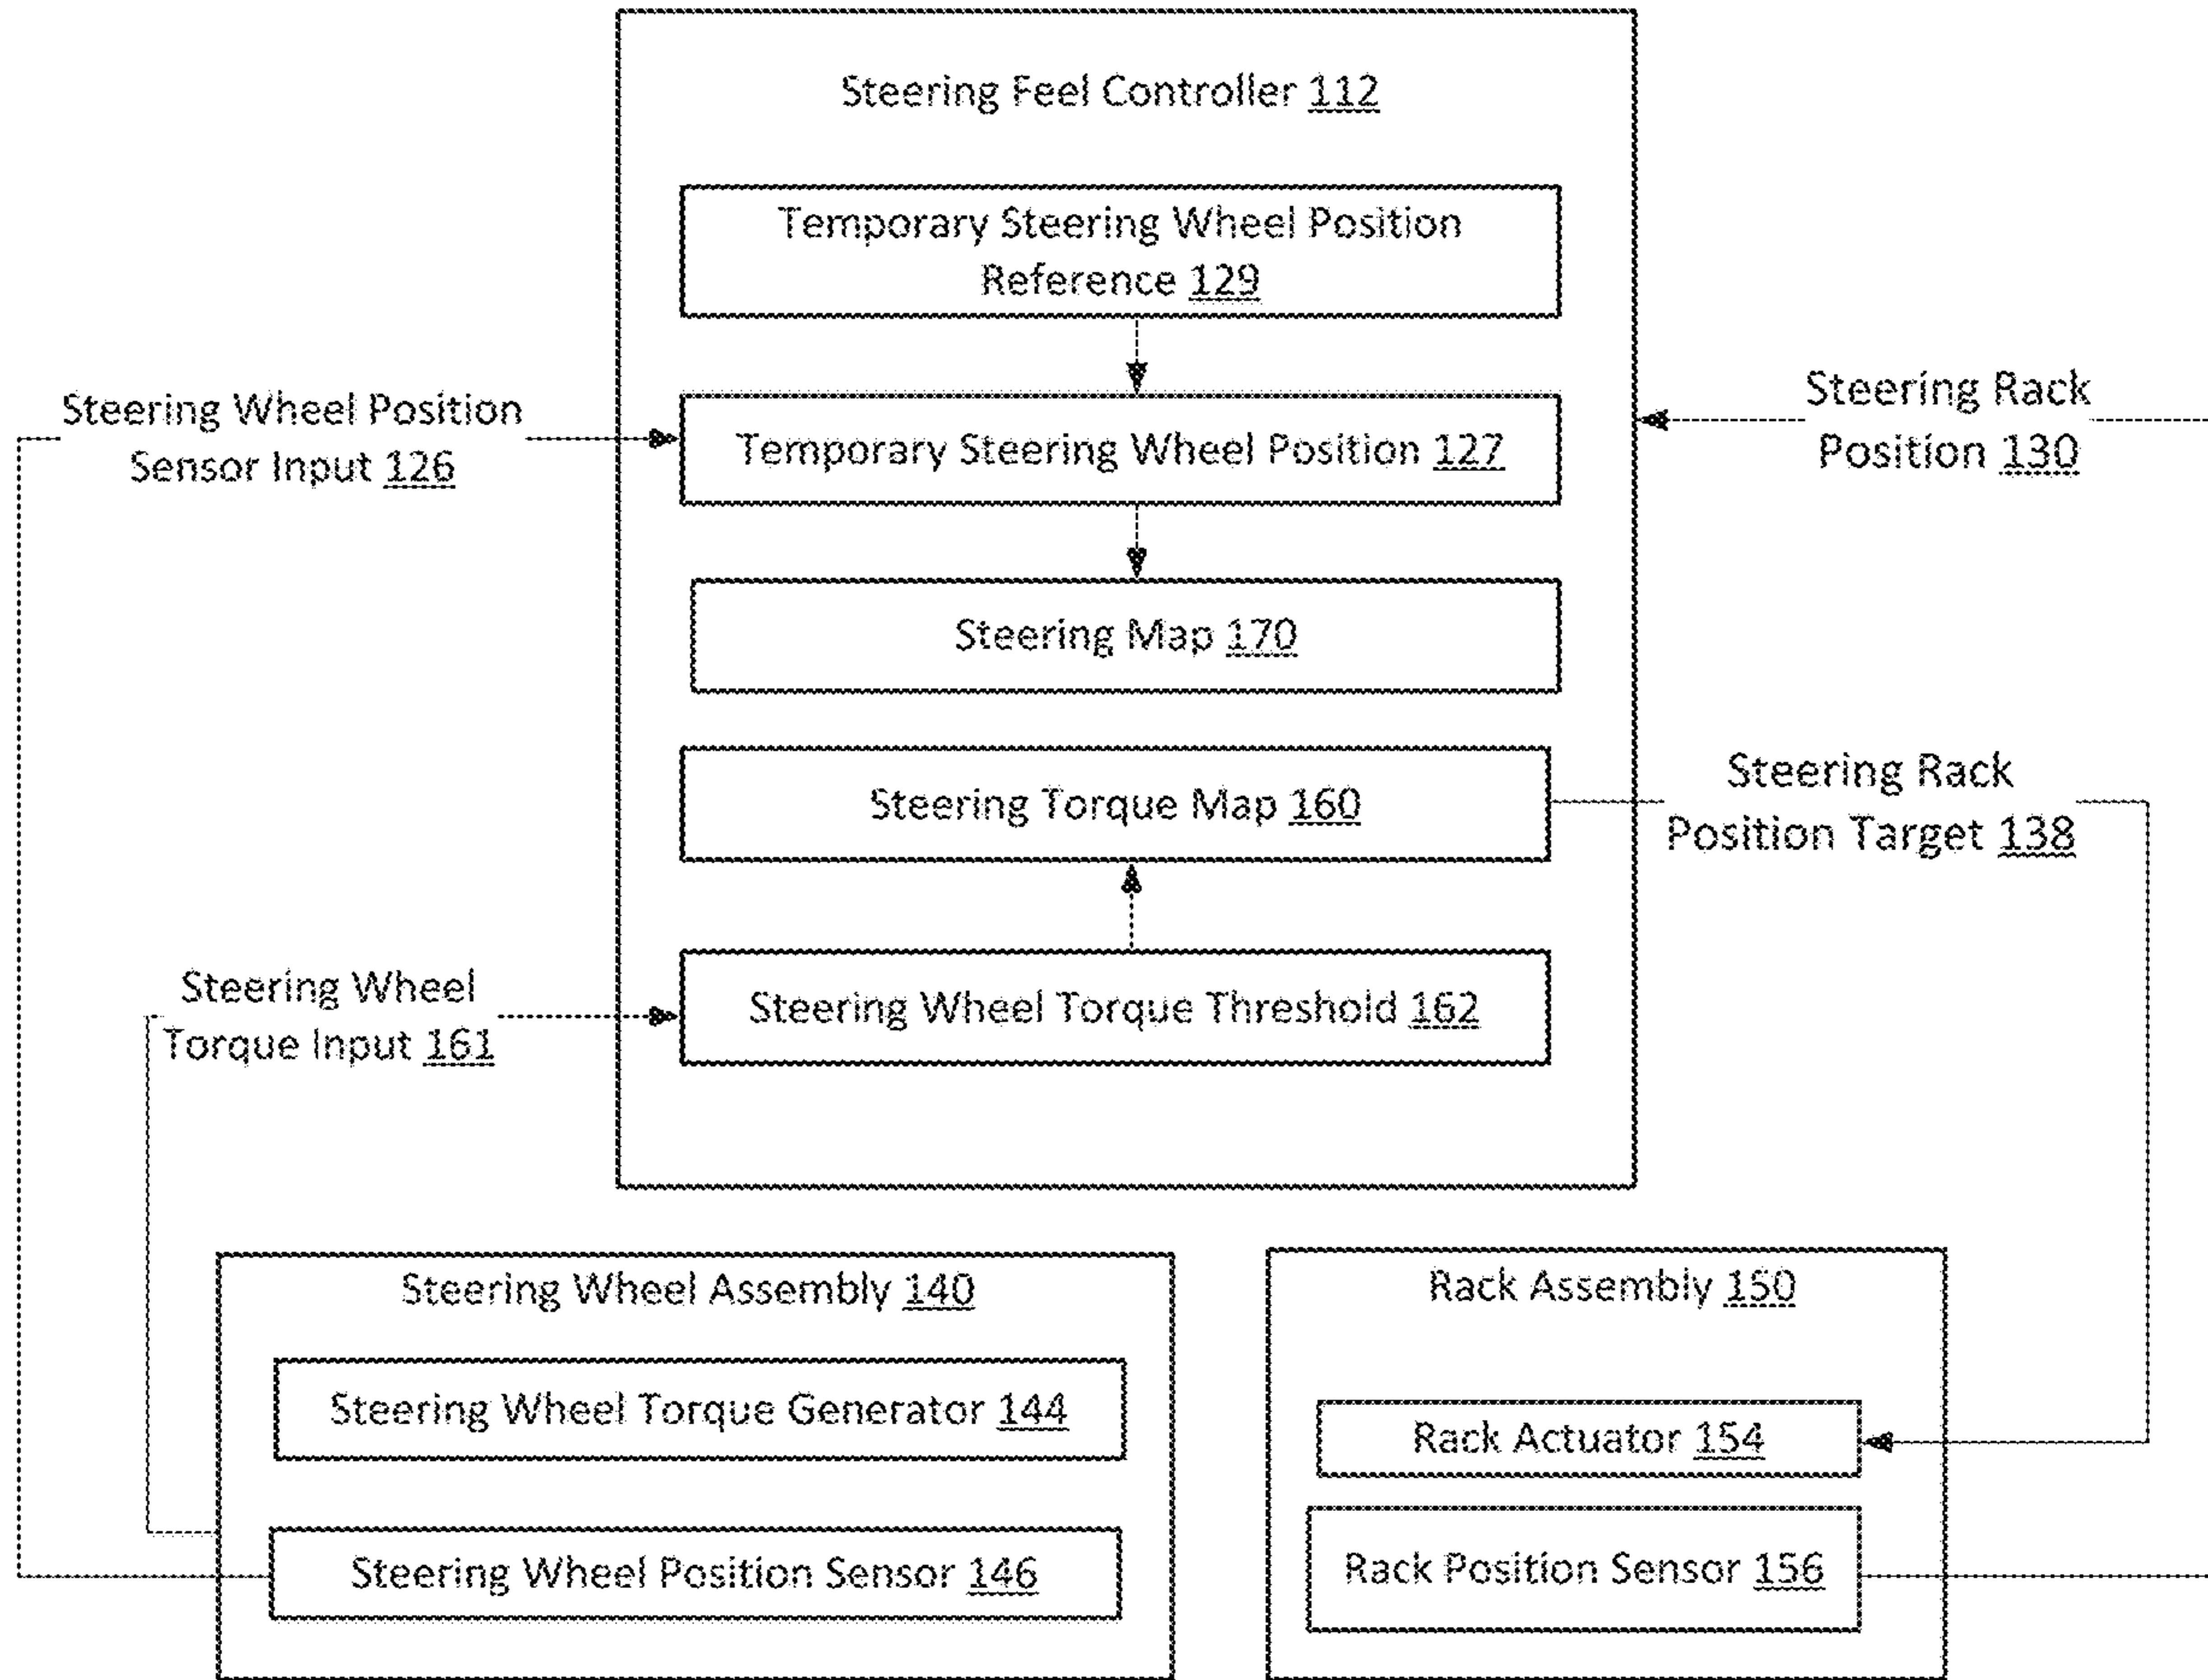 Steering Feel Controller 112
Temporary Steering Wheel Position
Reference 129
Steering Wheel Position
Sensor Input 126
Temporary Steering Wheel Position 127
Steering Rack
Position 130
Steering Map 170
Steering Torque Map 160
Steering Rack
Position Target 138
Steering Wheel
Torque Input 161
Steering Wheel Torque Threshold 162
Steering Wheel Assembly 140
Steering Wheel Torque Generator 144
Steering Wheel Position Sensor 146
Rack Assembly 150
Rack Actuator 154
Rack Position Sensor 156